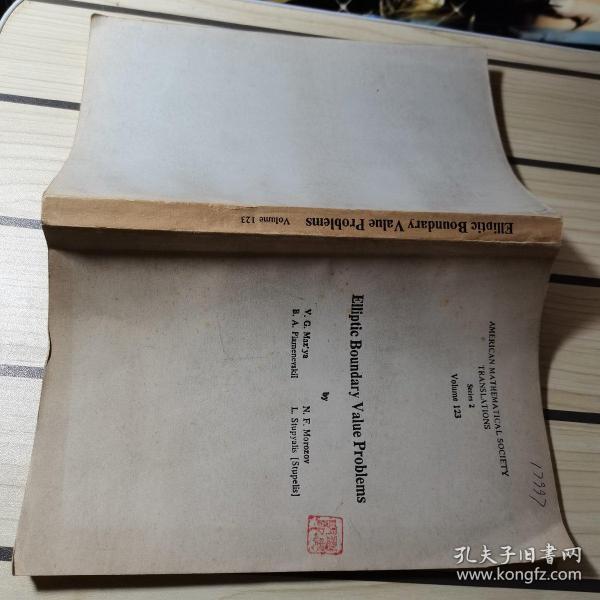 AMERICAN MATHEMATICAL SOCIETY
TRANSLATIONS
Series 2
Volume 123
17997
Elliptic Boundary Value Problems
by
V. G. Maz'ya
B. A. Plamenevskii
N. F. Morozov
L. Stupyalis [Stupelis]
Elliptic Boundary Value Problems Volume 123
孔夫子旧书网
www.kongfz.com